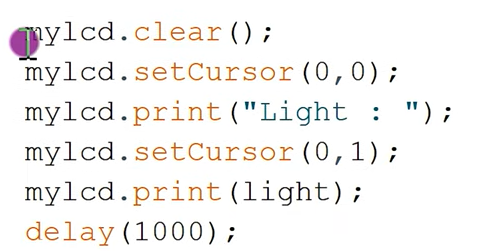 mylcd.clear();
mylcd.setCursor(0,0);
mylcd.print("Light : ");
mylcd.setCursor(0,1);
mylcd.print(light);
delay(1000);